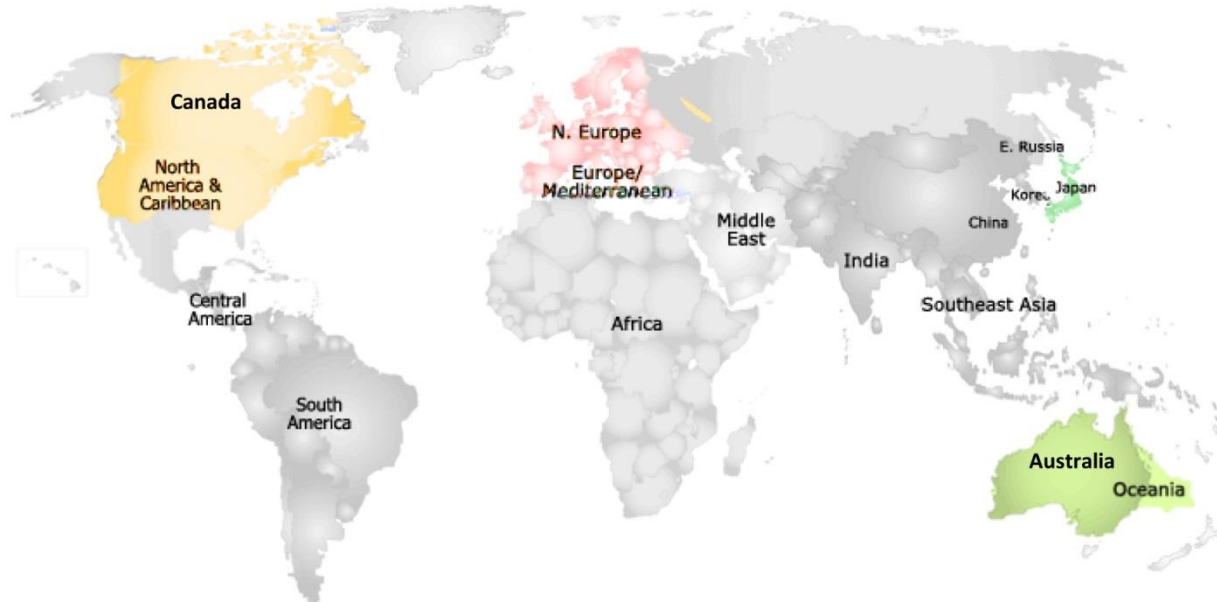 Canada
N. Europe
E. Russia
North
America &
Caribbean
Europe/
Mediterranean
Korea
Japan
Middle
East
China
India
Central
America
Southeast Asia
Africa
South
America
Australia
Oceania